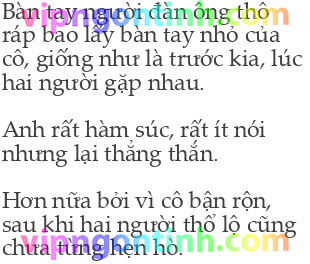 Bàn tay người đàn ông thô
ráp bao lấy bàn tay nhỏ của
cô, giống như là trước kia, lúc
hai người gặp nhau.
Anh rất hàm súc, rất ít nói
nhưng lại thẳng thắn.
Hơn nữa bởi vì cô bận rộn,
sau khi hai người thổ lộ cũng
chưa từng hẹn hò.
vipngontinh.com
vipngontinh.com